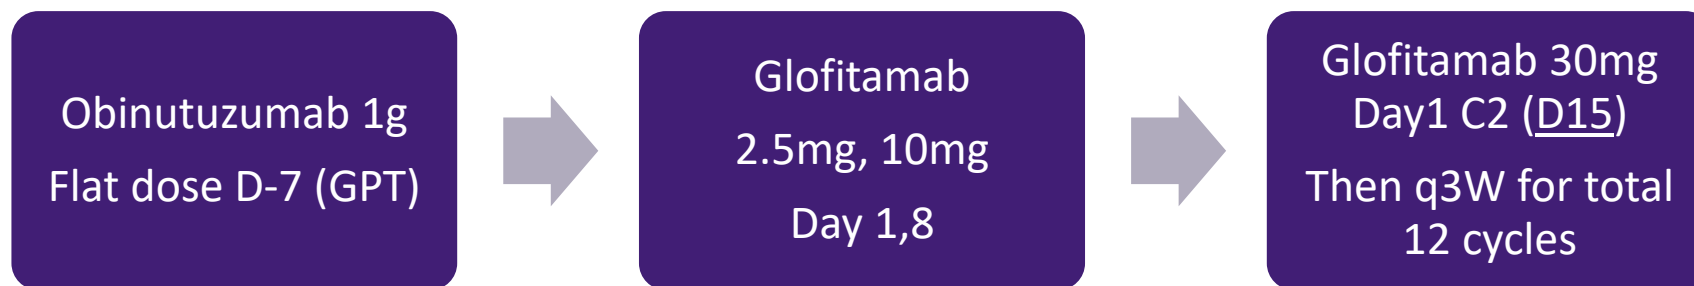 Obinutuzumab 1g
Flat dose D-7 (GPT)
Glofitamab
2.5mg, 10mg
Day 1,8
Glofitamab 30mg
Day1 C2 (D15)
Then q3W for total
12 cycles